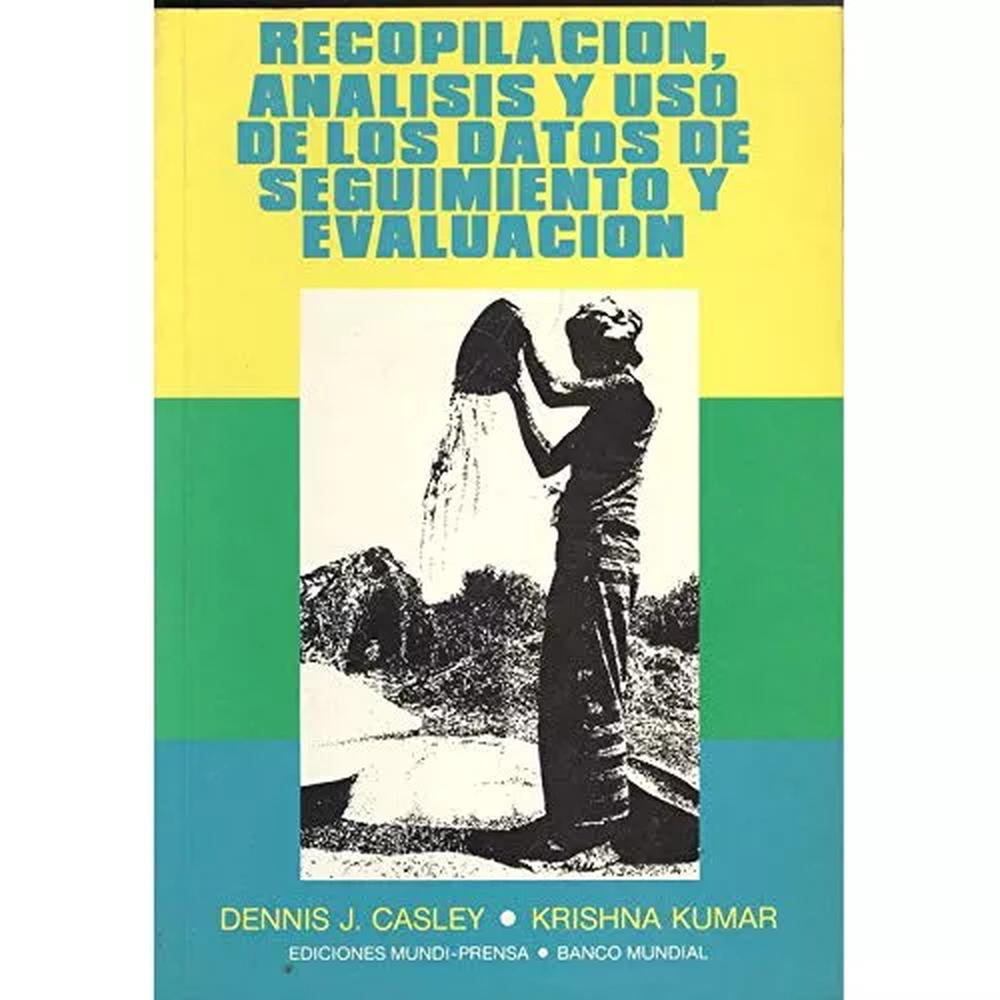 RECOPILACION,
ANALISIS Y USO
DE LOS DATOS DE
SEGUIMIENTO Y
EVALUACION
DENNIS J. CASLEY • KRISHNA KUMAR
EDICIONES MUNDI-PRENSA • BANCO MUNDIAL